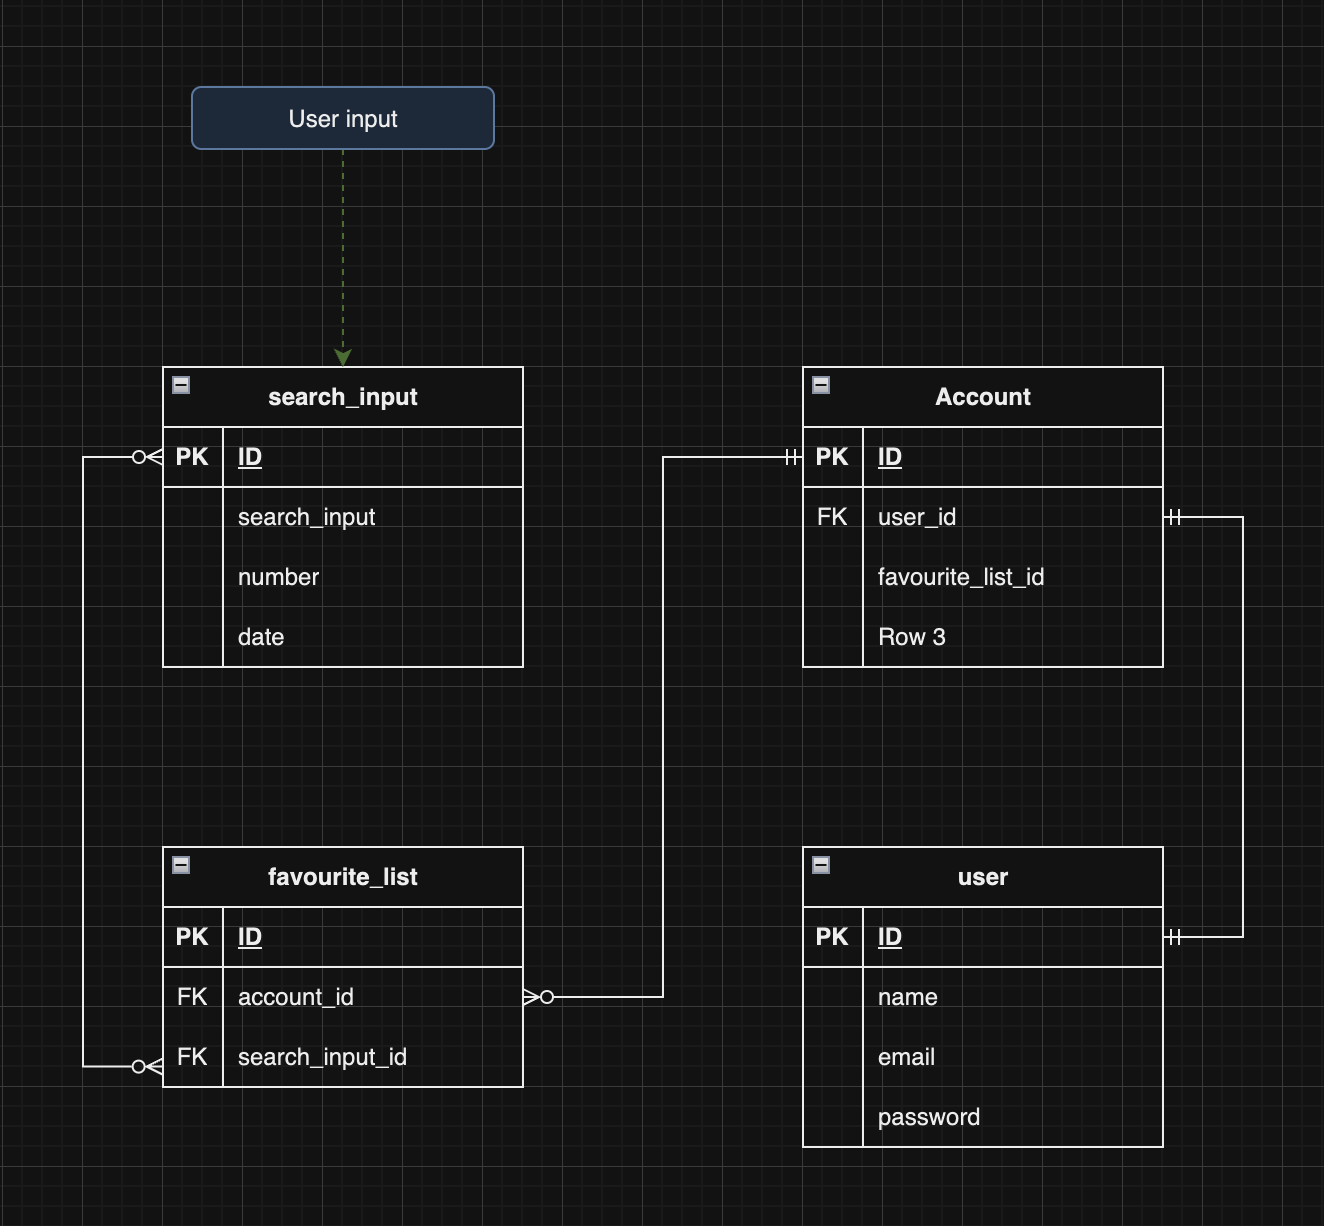 User input
search_input
PK ID
search_input
number
date
Account
PK ID
FK user_id
favourite_list_id
Row 3
favourite_list
PK ID
FK account_id
FK search_input_id
user
PK ID
name
email
password